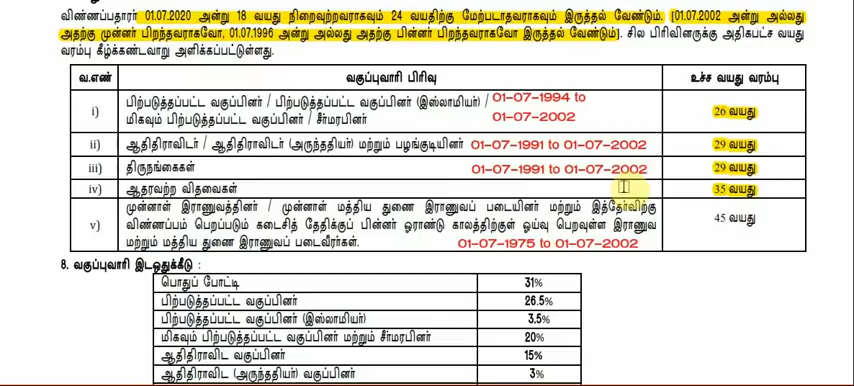 விண்ணப்பதாரர் 01.07.2020 அன்று 18 வயது நிறைவுற்றவராகவும் 24 வயதிற்கு மேற்படாதவராகவும் இருத்தல் வேண்டும். [01.07.2002 அன்று அல்லது
அதற்கு முன்னர் பிறந்தவராகவோ, 01.07.1996 அன்று அல்லது அதற்கு பின்னர் பிறந்தவராகவோ இருத்தல் வேண்டும்]. சில பிரிவினருக்கு அதிகபட்ச வயது
வரம்பு கீழ்க்கண்டவாறு அளிக்கப்பட்டுள்ளது.
வ.எண் வகுப்புவாரி பிரிவு உச்ச வயது வரம்பு
i) பிற்படுத்தப்பட்ட வகுப்பினர் / பிற்படுத்தப்பட்ட வகுப்பினர் (இஸ்லாமியர்) / 01-07-1994 to
மிகவும் பிற்படுத்தப்பட்ட வகுப்பினர் / சீர்மரபினர் 01-07-2002 26 வயது
ii) ஆதிதிராவிடர் / ஆதிதிராவிடர் (அருந்ததியர்) மற்றும் பழங்குடியினர் 01-07-1991 to 01-07-2002 29 வயது
iii) திருநங்கைகள் 01-07-1991 to 01-07-2002 29 வயது
iv) ஆதரவற்ற விதவைகள் 35 வயது
முன்னாள் இராணுவத்தினர் / முன்னாள் மத்திய துணை இராணுவப் படையினர் மற்றும் இத்தேர்விற்கு
v) விண்ணப்பம் பெறப்படும் கடைசித் தேதிக்குப் பின்னர் ஓராண்டு காலத்திற்குள் ஓய்வு பெறவுள்ள இராணுவ 45 வயது
மற்றும் மத்திய துணை இராணுவப் படைவீரர்கள். 01-07-1975 to 01-07-2002
8. வகுப்புவாரி இடஒதுக்கீடு :
பொதுப் போட்டி 31%
பிற்படுத்தப்பட்ட வகுப்பினர் 26.5%
பிற்படுத்தப்பட்ட வகுப்பினர் (இஸ்லாமியர்) 3.5%
மிகவும் பிற்படுத்தப்பட்ட வகுப்பினர் மற்றும் சீர்மரபினர் 20%
ஆதிதிராவிட வகுப்பினர் 15%
ஆதிதிராவிட (அருந்ததியர்) வகுப்பினர் 3%